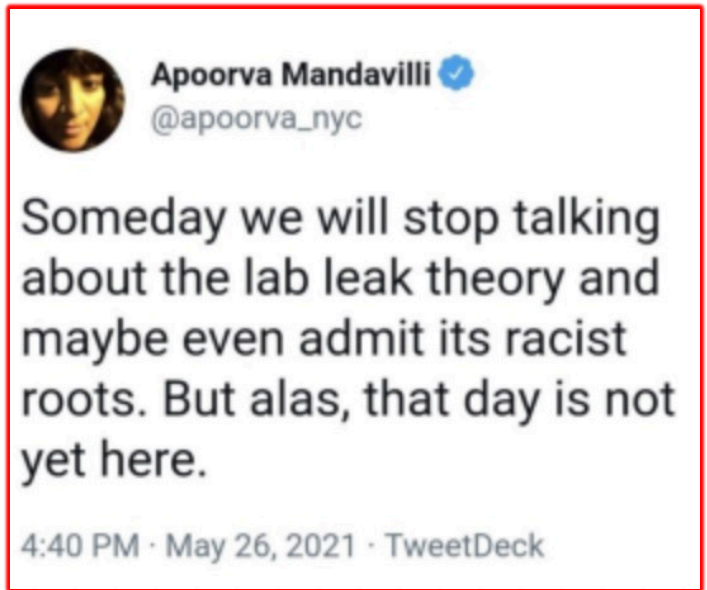 Apoorva Mandavilli
@apoorva_nyc
Someday we will stop talking
about the lab leak theory and
maybe even admit its racist
roots. But alas, that day is not
yet here.
4:40 PM · May 26, 2021 · TweetDeck